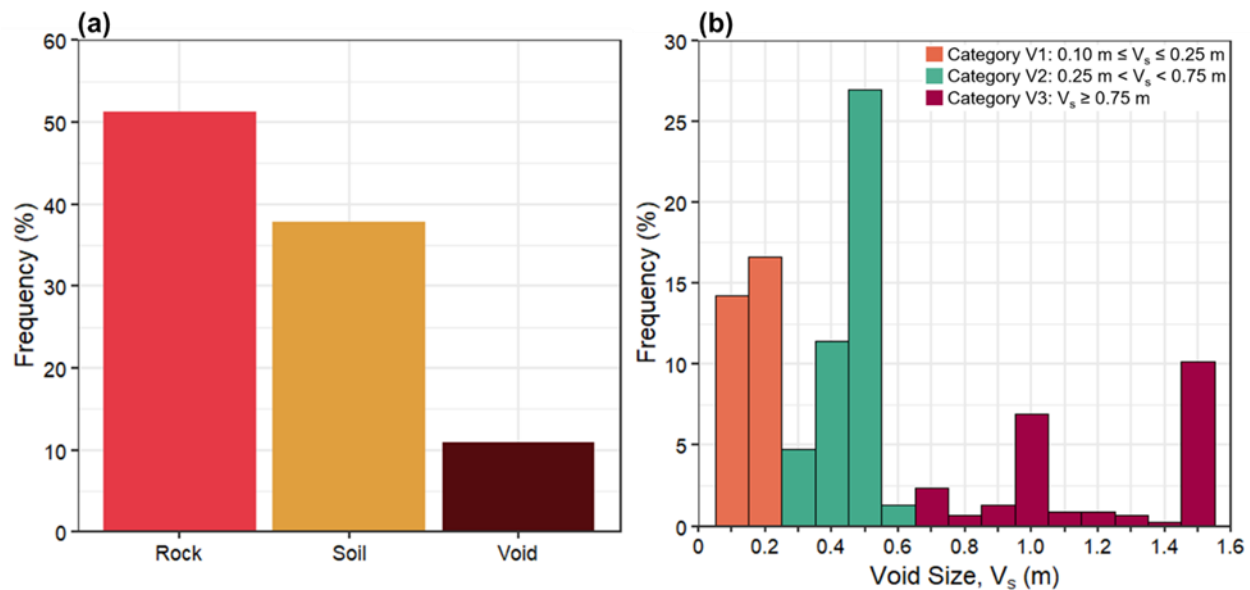 (a)
60
50
40
30
20
10
0
Frequency (%)
Rock Soil Void
(b)
Category V1: 0.10 m ≤ Vₛ ≤ 0.25 m
Category V2: 0.25 m < Vₛ < 0.75 m
Category V3: Vₛ ≥ 0.75 m
30
25
20
15
10
5
0
Frequency (%)
0 0.2 0.4 0.6 0.8 1.0 1.2 1.4 1.6
Void Size, Vₛ (m)